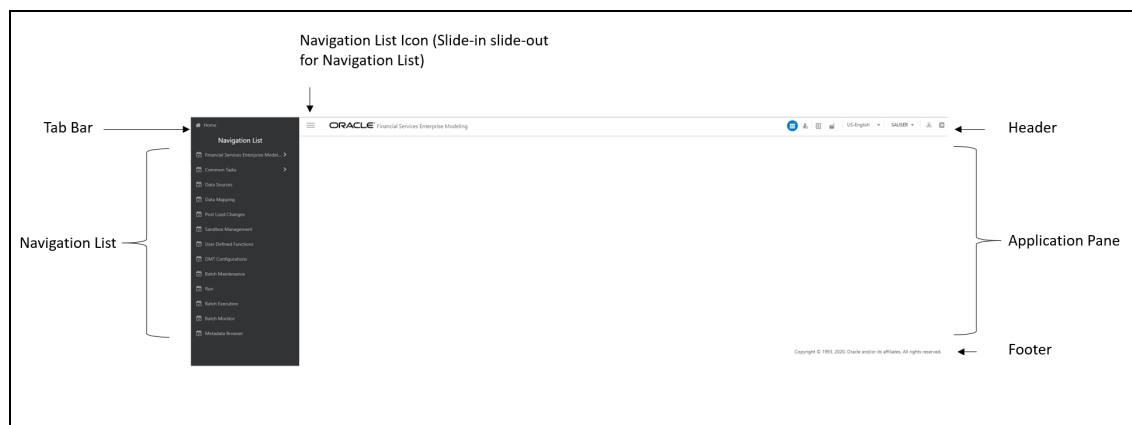 Navigation List Icon (Slide-in slide-out
for Navigation List)
Tab Bar
Home
ORACLE® Financial Services Enterprise Modeling
US-English
SAUSER
Header
Navigation List
Financial Services Enterprise Model...
Common Tasks
Data Sources
Data Mapping
Post Load Changes
Sandbox Management
User Defined Functions
DMT Configurations
Batch Maintenance
Run
Batch Execution
Batch Monitor
Metadata Browser
Navigation List
Application Pane
Copyright © 1993, 2020. Oracle and/or its affiliates. All rights reserved.
Footer